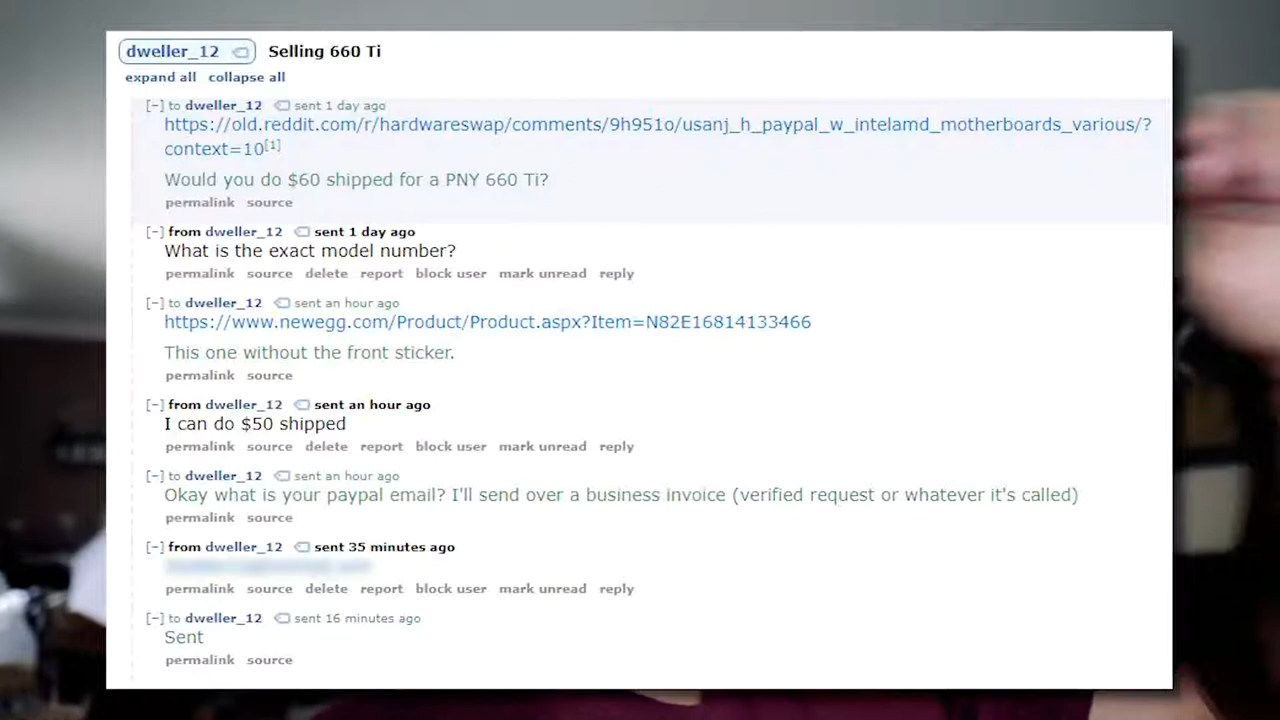 dweller_12 Selling 660 Ti
expand all collapse all
[-] to dweller_12 sent 1 day ago
https://old.reddit.com/r/hardwareswap/comments/9h951o/usanj_h_paypal_w_intelamd_motherboards_various/?
context=10[1]
Would you do $60 shipped for a PNY 660 Ti?
permalink source
[-] from dweller_12 sent 1 day ago
What is the exact model number?
permalink source delete report block user mark unread reply
[-] to dweller_12 sent an hour ago
https://www.newegg.com/Product/Product.aspx?Item=N82E16814133466
This one without the front sticker.
permalink source
[-] from dweller_12 sent an hour ago
I can do $50 shipped
permalink source delete report block user mark unread reply
[-] to dweller_12 sent an hour ago
Okay what is your paypal email? I'll send over a business invoice (verified request or whatever it's called)
permalink source
[-] from dweller_12 sent 35 minutes ago
permalink source delete report block user mark unread reply
[-] to dweller_12 sent 16 minutes ago
Sent
permalink source